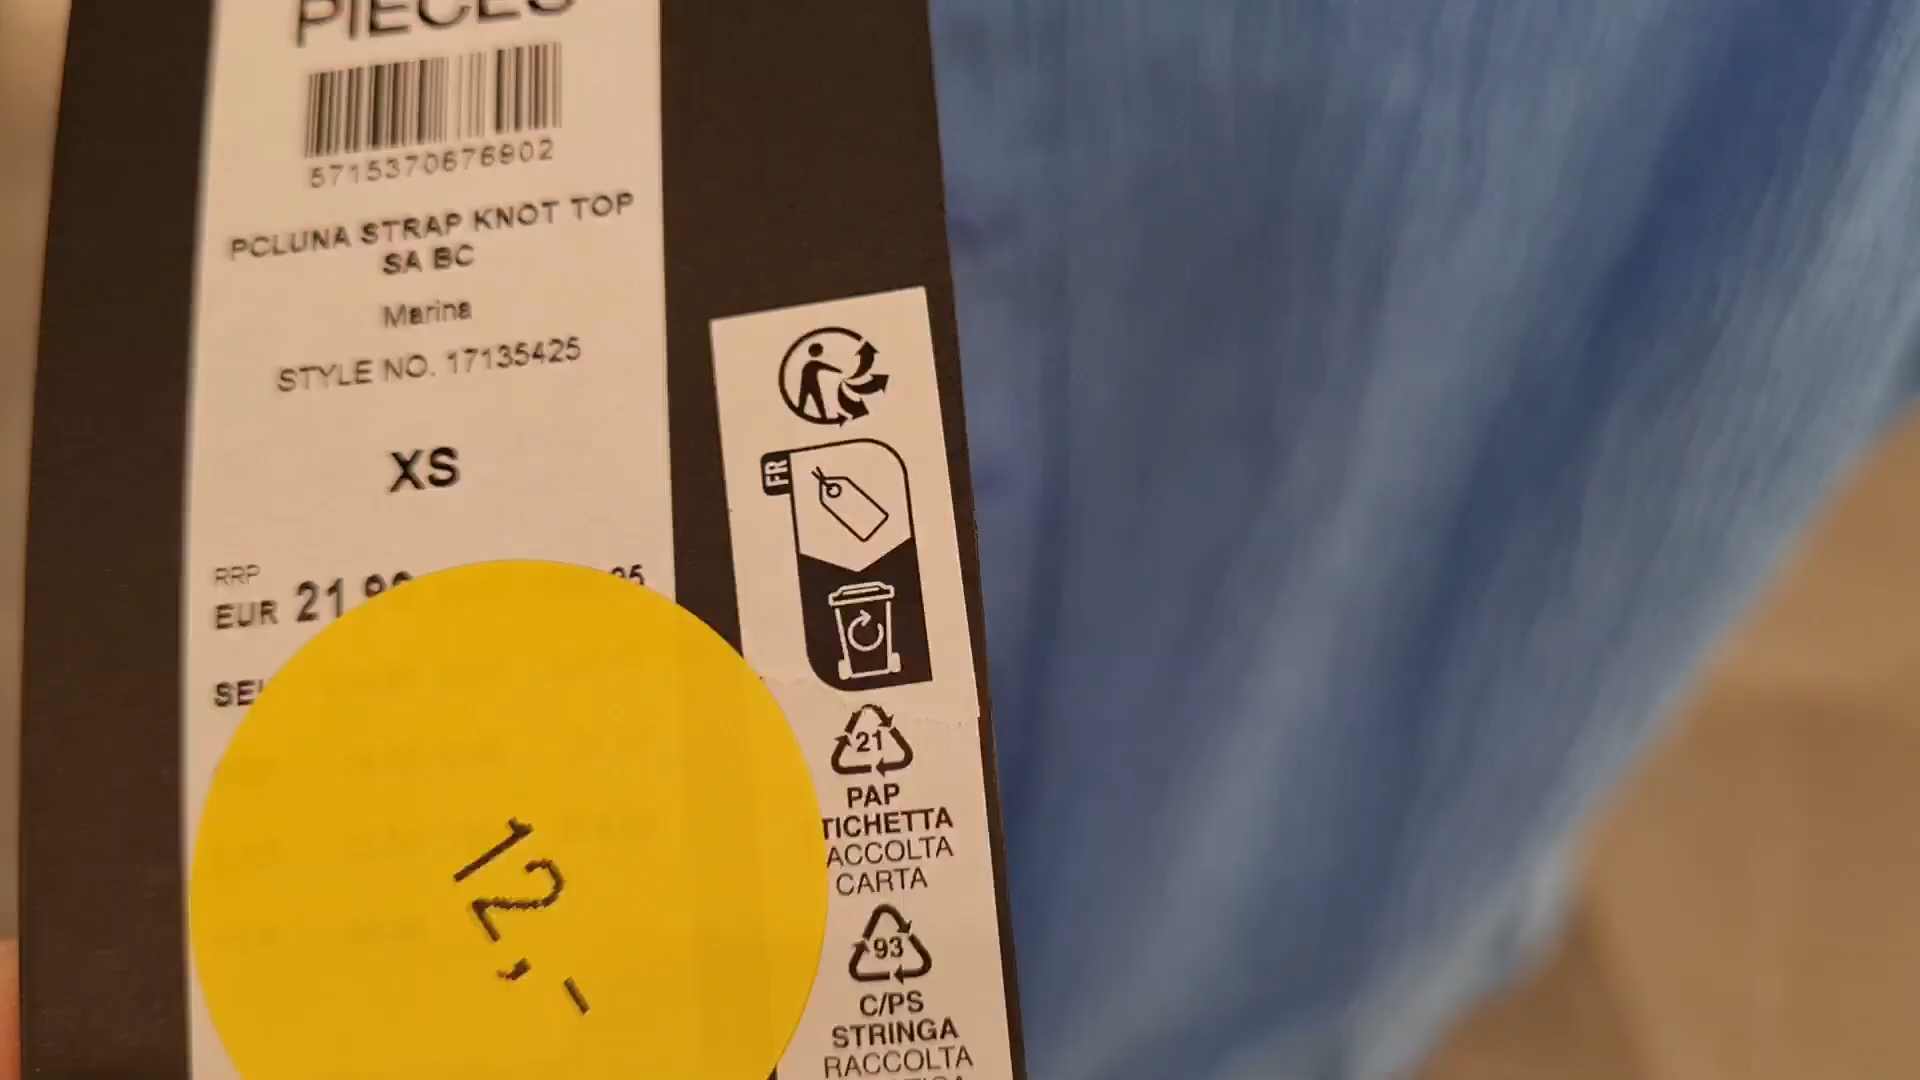 PIECES
5715370676902
PCLUNA STRAP KNOT TOP
SA BC
Marina
STYLE NO. 17135425
XS
RRP
EUR 21
12,-
FR
21
PAP
TICHETTA
ACCOLTA
CARTA
93
C/PS
STRINGA
RACCOLTA